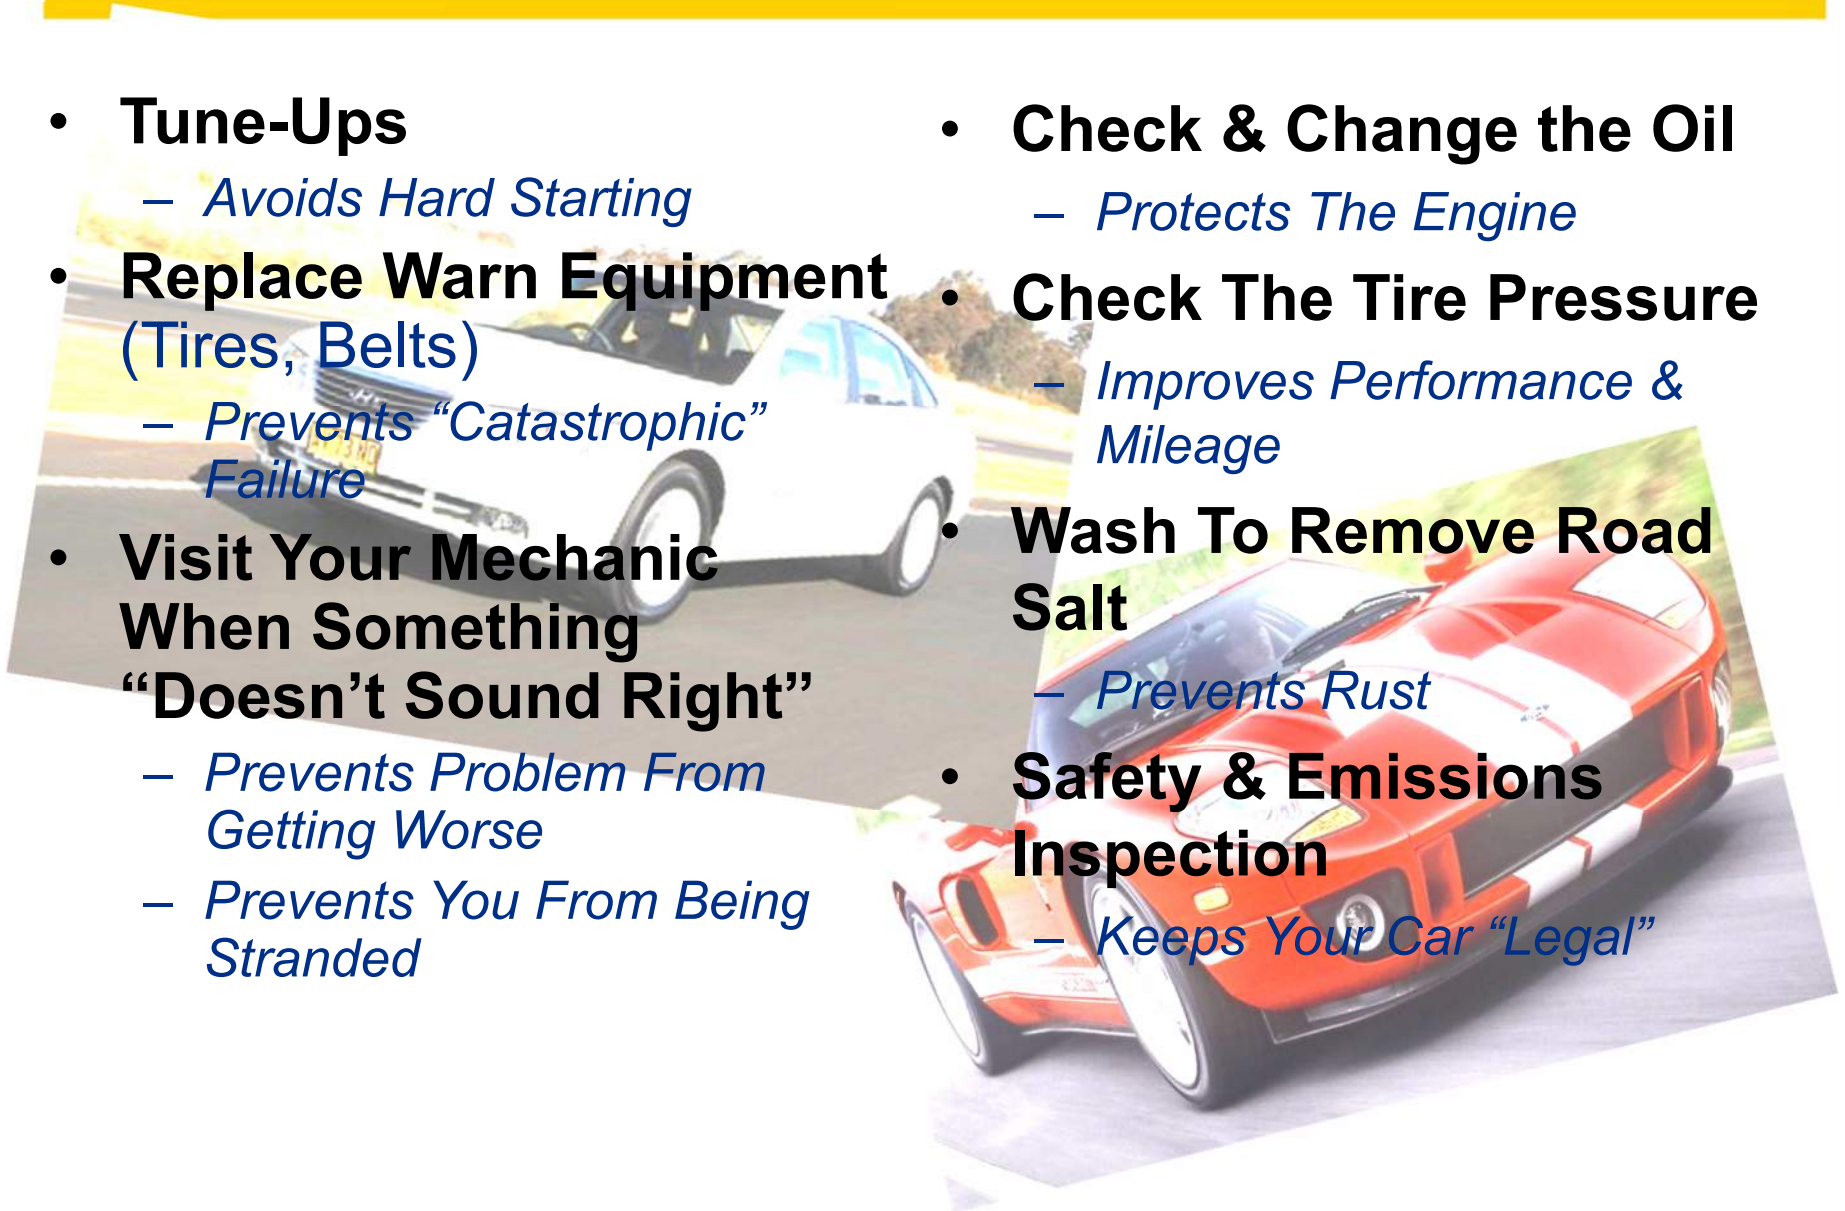 • Tune-Ups
– Avoids Hard Starting
• Replace Warn Equipment
(Tires, Belts)
– Prevents “Catastrophic”
Failure
• Visit Your Mechanic
When Something
“Doesn’t Sound Right”
– Prevents Problem From
Getting Worse
– Prevents You From Being
Stranded
• Check & Change the Oil
– Protects The Engine
• Check The Tire Pressure
– Improves Performance &
Mileage
• Wash To Remove Road
Salt
– Prevents Rust
• Safety & Emissions
Inspection
– Keeps Your Car “Legal”